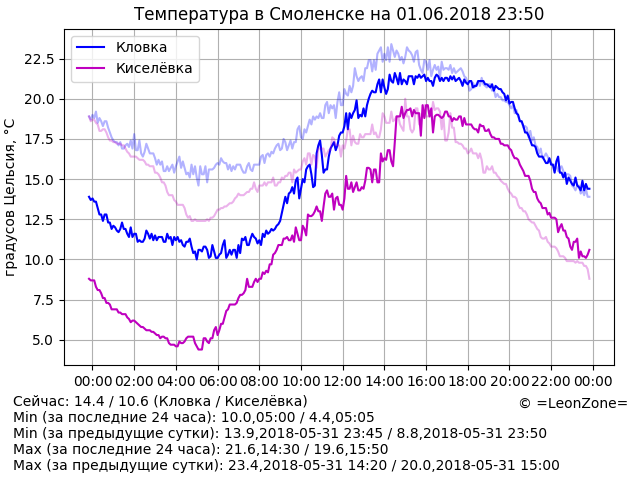 Температура в Смоленске на 01.06.2018 23:50
Кловка
Киселёвка
градусов Цельсия, °C
22.5
20.0
17.5
15.0
12.5
10.0
7.5
5.0
00:00 02:00 04:00 06:00 08:00 10:00 12:00 14:00 16:00 18:00 20:00 22:00 00:00
Сейчас: 14.4 / 10.6 (Кловка / Киселёвка)
© =LeonZone=
Min (за последние 24 часа): 10.0,05:00 / 4.4,05:05
Min (за предыдущие сутки): 13.9,2018-05-31 23:45 / 8.8,2018-05-31 23:50
Max (за последние 24 часа): 21.6,14:30 / 19.6,15:50
Max (за предыдущие сутки): 23.4,2018-05-31 14:20 / 20.0,2018-05-31 15:00